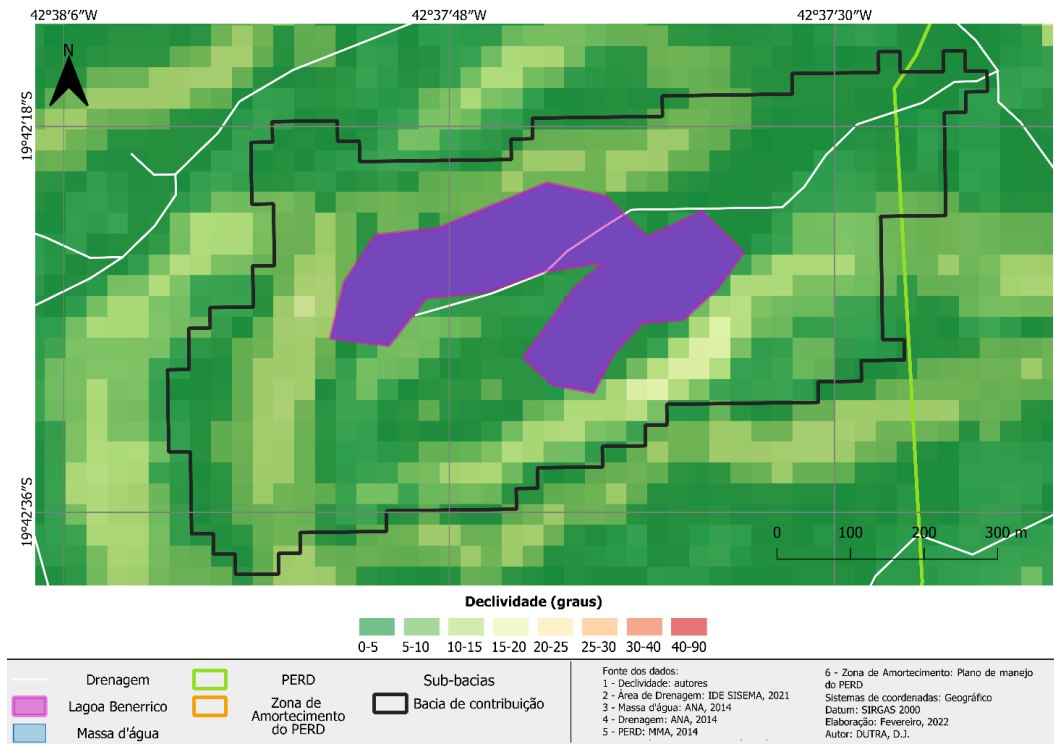 42°38'6"W
42°37'48"W
42°37'30"W
N
19°42'18"S
19°42'36"S
0 100 200 300 m
Declividade (graus)
0-5 5-10 10-15 15-20 20-25 25-30 30-40 40-90
Drenagem
Lagoa Benerrico
Massa d'água
PERD
Zona de
Amortecimento
do PERD
Sub-bacias
Bacia de contribuição
Fonte dos dados:
1 - Declividade: autores
2 - Área de Drenagem: IDE SISEMA, 2021
3 - Massa d'água: ANA, 2014
4 - Drenagem: ANA, 2014
5 - PERD: MMA, 2014
6 - Zona de Amortecimento: Plano de manejo
do PERD
Sistemas de coordenadas: Geográfico
Datum: SIRGAS 2000
Elaboração: Fevereiro, 2022
Autor: DUTRA, D.J.